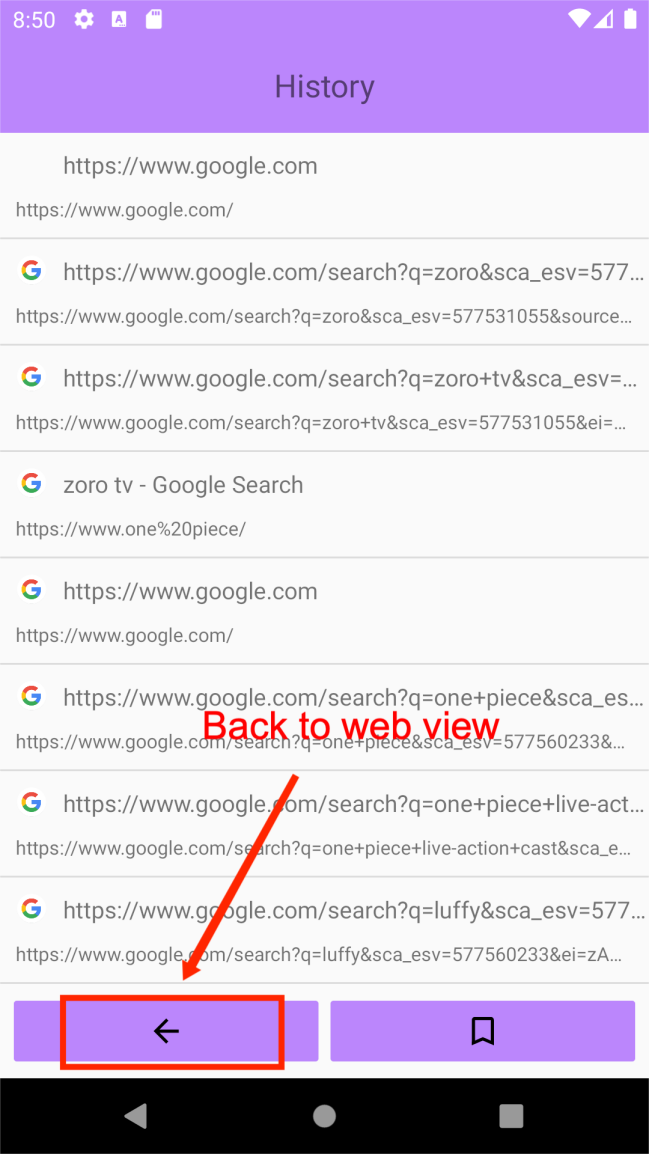 8:50
History
https://www.google.com
https://www.google.com/
https://www.google.com/search?q=zoro&sca_esv=577...
https://www.google.com/search?q=zoro&sca_esv=577531055&source...
https://www.google.com/search?q=zoro+tv&sca_esv=...
https://www.google.com/search?q=zoro+tv&sca_esv=577531055&ei=...
zoro tv - Google Search
https://www.one%20piece/
https://www.google.com
https://www.google.com/
https://www.google.com/search?q=one+piece&sca_es...
Back to web view
https://www.google.com/search?q=one+piece&sca_esv=577560233&...
https://www.google.com/search?q=one+piece+live-act...
https://www.google.com/search?q=one+piece+live-action+cast&sca_e...
https://www.google.com/search?q=luffy&sca_esv=577...
https://www.google.com/search?q=luffy&sca_esv=577560233&ei=zA...